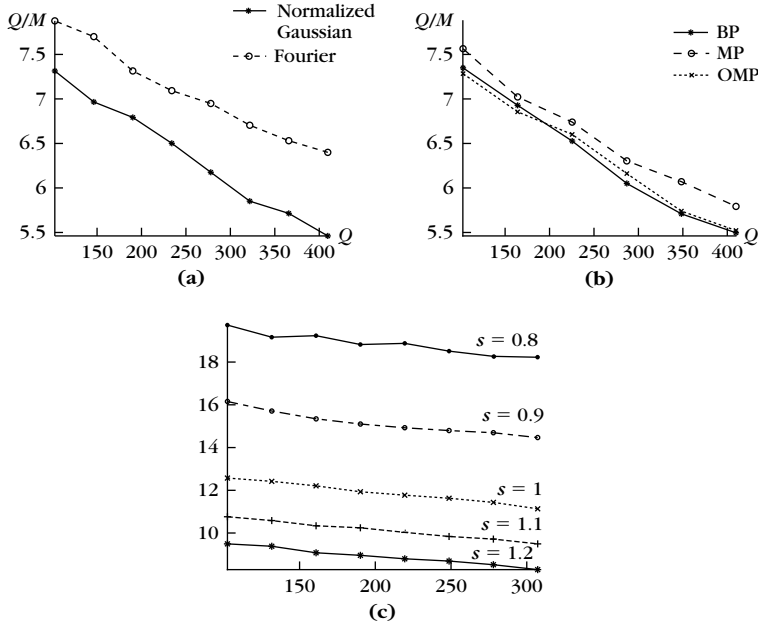 Q/M
Normalized
Gaussian
Fourier
7.5
7
6.5
6
5.5
150 200 250 300 350 400 Q
(a)
Q/M
BP
MP
OMP
7.5
7
6.5
6
5.5
150 200 250 300 350 400 Q
(b)
18
16
14
12
10
s = 0.8
s = 0.9
s = 1
s = 1.1
s = 1.2
150 200 250 300
(c)